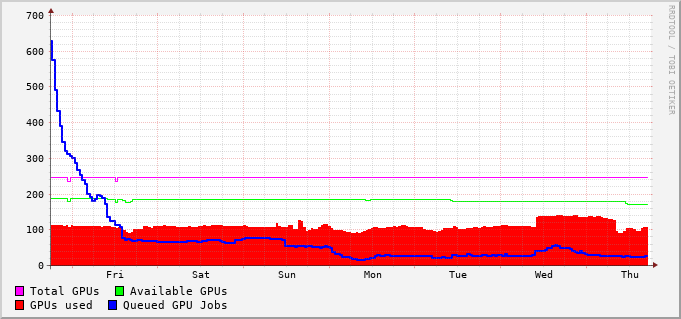 700
600
500
400
300
200
100
0
Fri Sat Sun Mon Tue Wed Thu
Total GPUs Available GPUs
GPUs used Queued GPU Jobs
RRDTOOL / TOBI OETIKER